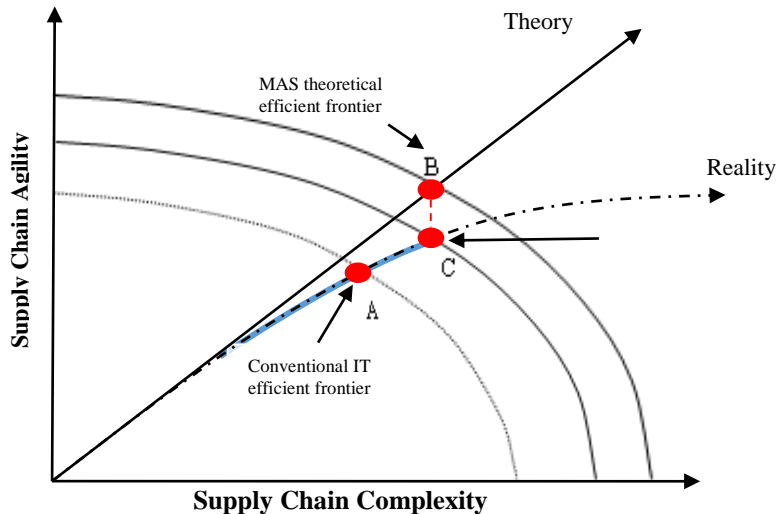 Theory
MAS theoretical
efficient frontier
B
Reality
Supply Chain Agility
C
A
Conventional IT
efficient frontier
Supply Chain Complexity